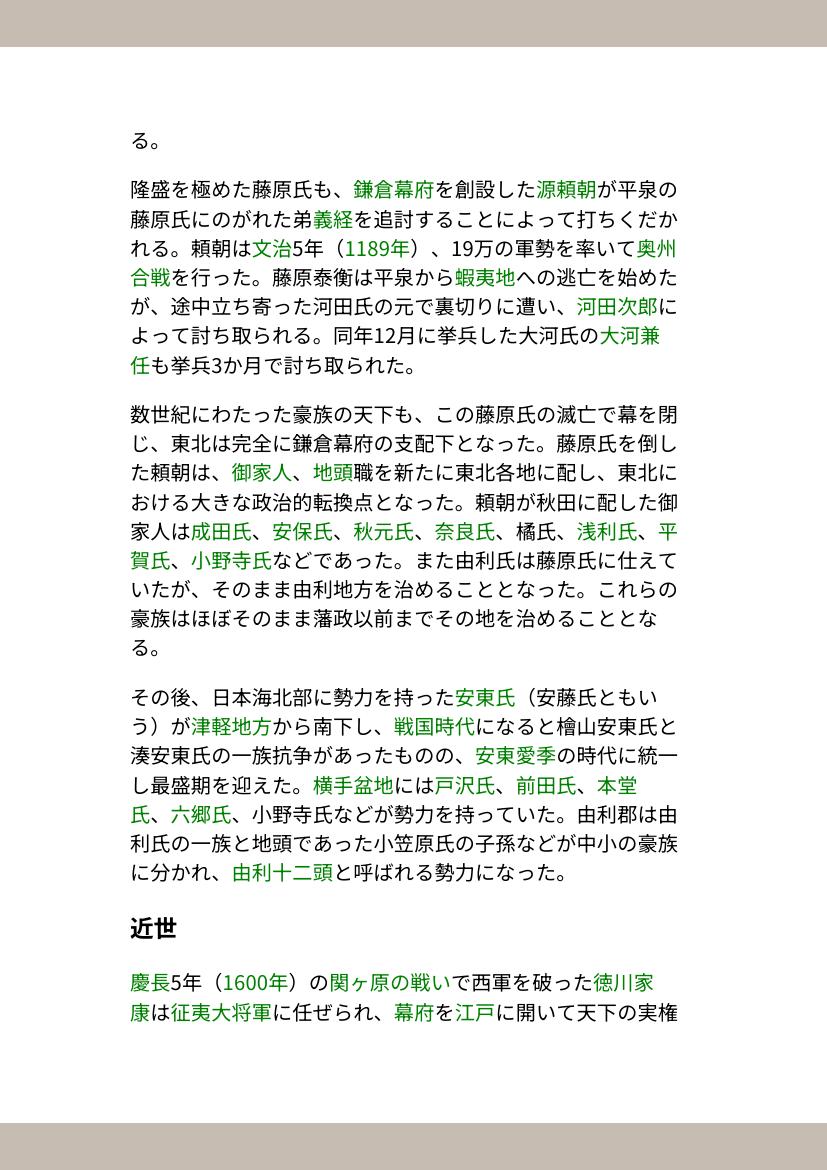 る。
隆盛を極めた藤原氏も、鎌倉幕府を創設した源頼朝が平泉の
藤原氏にのがれた弟義経を追討することによって打ちくだか
れる。頼朝は文治5年（1189年）、19万の軍勢を率いて奥州
合戦を行った。藤原泰衡は平泉から蝦夷地への逃亡を始めた
が、途中立ち寄った河田氏の元で裏切りに遭い、河田次郎に
よって討ち取られる。同年12月に挙兵した大河氏の大河兼
任も挙兵3か月で討ち取られた。
数世紀にわたった豪族の天下も、この藤原氏の滅亡で幕を閉
じ、東北は完全に鎌倉幕府の支配下となった。藤原氏を倒し
た頼朝は、御家人、地頭職を新たに東北各地に配し、東北に
おける大きな政治的転換点となった。頼朝が秋田に配した御
家人は成田氏、安保氏、秋元氏、奈良氏、橘氏、浅利氏、平
賀氏、小野寺氏などであった。また由利氏は藤原氏に仕えて
いたが、そのまま由利地方を治めることとなった。これらの
豪族はほぼそのまま藩政以前までその地を治めることとな
る。
その後、日本海北部に勢力を持った安東氏（安藤氏ともい
う）が津軽地方から南下し、戦国時代になると檜山安東氏と
湊安東氏の一族抗争があったものの、安東愛季の時代に統一
し最盛期を迎えた。横手盆地には戸沢氏、前田氏、本堂
氏、六郷氏、小野寺氏などが勢力を持っていた。由利郡は由
利氏の一族と地頭であった小笠原氏の子孫などが中小の豪族
に分かれ、由利十二頭と呼ばれる勢力になった。
近世
慶長5年（1600年）の関ヶ原の戦いで西軍を破った徳川家
康は征夷大将軍に任ぜられ、幕府を江戸に開いて天下の実権